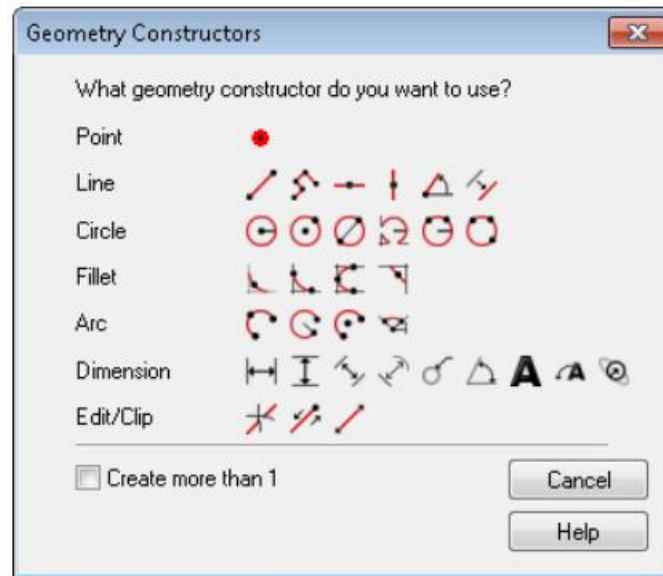 Geometry Constructors
What geometry constructor do you want to use?
Point
Line
Circle
Fillet
Arc
Dimension
A A
Edit/Clip
Create more than 1
Cancel
Help